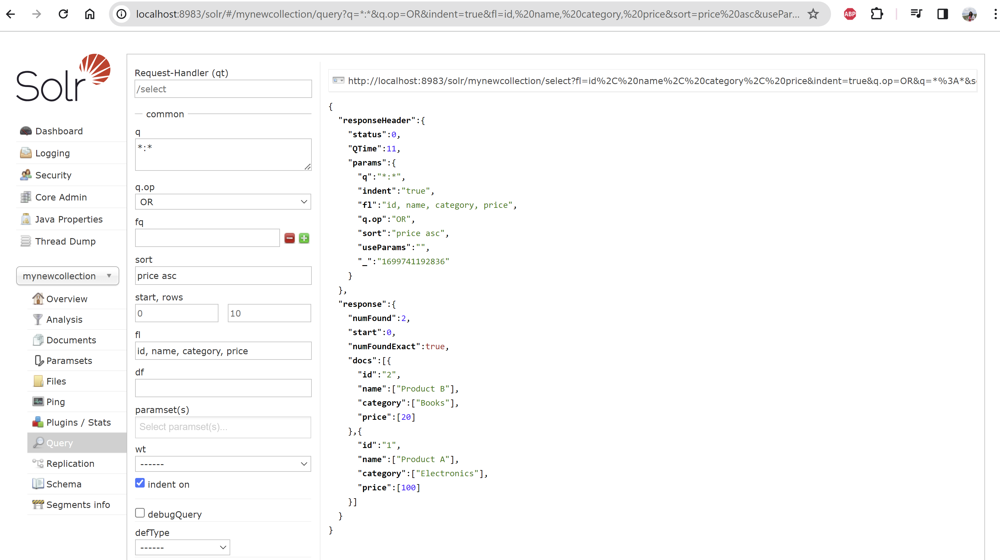 localhost:8983/solr/#/mynewcollection/query?q=*:*&q.op=OR&indent=true&fl=id,%20name,%20category,%20price&sort=price%20asc&usePar...
ABP
Solr
Dashboard
Logging
Security
Core Admin
Java Properties
Thread Dump
mynewcollection
Overview
Analysis
Documents
Paramsets
Files
Ping
Plugins / Stats
Query
Replication
Schema
Segments info
Request-Handler (qt)
/select
common
q
*:*
q.op
OR
fq
sort
price asc
start, rows
0 10
fl
id, name, category, price
df
paramset(s)
Select paramset(s)...
wt
------
indent on
debugQuery
defType
------
http://localhost:8983/solr/mynewcollection/select?fl=id%2C%20name%2C%20category%2C%20price&indent=true&q.op=OR&q=*%3A*&s
{
"responseHeader":{
"status":0,
"QTime":11,
"params":{
"q":"*:*",
"indent":"true",
"fl":"id, name, category, price",
"q.op":"OR",
"sort":"price asc",
"useParams":"",
"_":"1699741192836"
}
},
"response":{
"numFound":2,
"start":0,
"numFoundExact":true,
"docs":[{
"id":"2",
"name":["Product B"],
"category":["Books"],
"price":[20]
},{
"id":"1",
"name":["Product A"],
"category":["Electronics"],
"price":[100]
}]
}
}